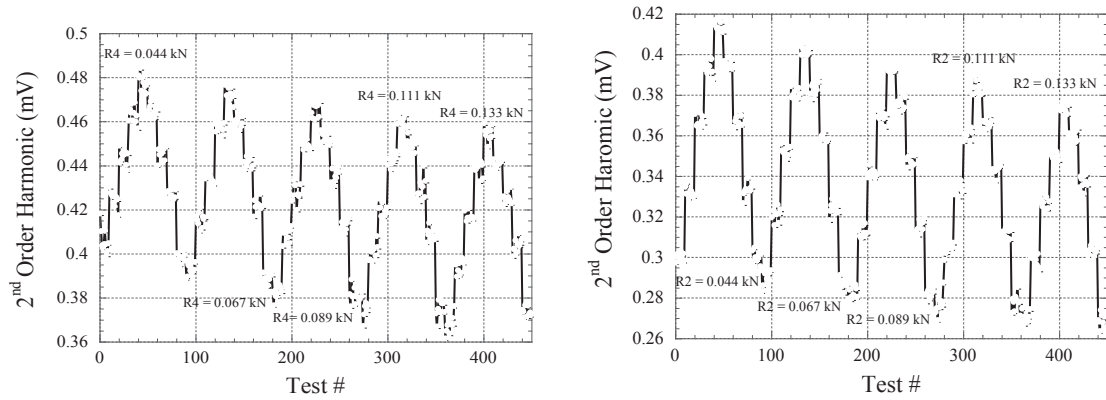 0.5
R4 = 0.044 kN
0.48
R4 = 0.111 kN
0.46
R4 = 0.133 kN
0.44
0.42
0.4
0.38
R4 = 0.067 kN
R4= 0.089 kN
0.36
0 100 200 300 400
Test #
2nd Order Harmonic (mV)
0.42
R2 = 0.111 kN
0.4
R2 = 0.133 kN
0.38
0.36
0.34
0.32
0.3
R2 = 0.044 kN
0.28
R2 = 0.067 kN
R2 = 0.089 kN
0.26
0 100 200 300 400
Test #
2nd Order Haromic (mV)